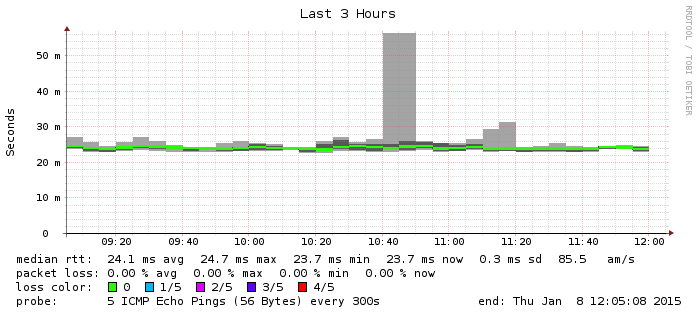 Last 3 Hours
RRDTOOL / TOBI OETIKER
Seconds
50 m
40 m
30 m
20 m
10 m
0
09:20 09:40 10:00 10:20 10:40 11:00 11:20 11:40 12:00
median rtt: 24.1 ms avg 24.7 ms max 23.7 ms min 23.7 ms now 0.3 ms sd 85.5 am/s
packet loss: 0.00 % avg 0.00 % max 0.00 % min 0.00 % now
loss color: 0 1/5 2/5 3/5 4/5
probe: 5 ICMP Echo Pings (56 Bytes) every 300s end: Thu Jan 8 12:05:08 2015